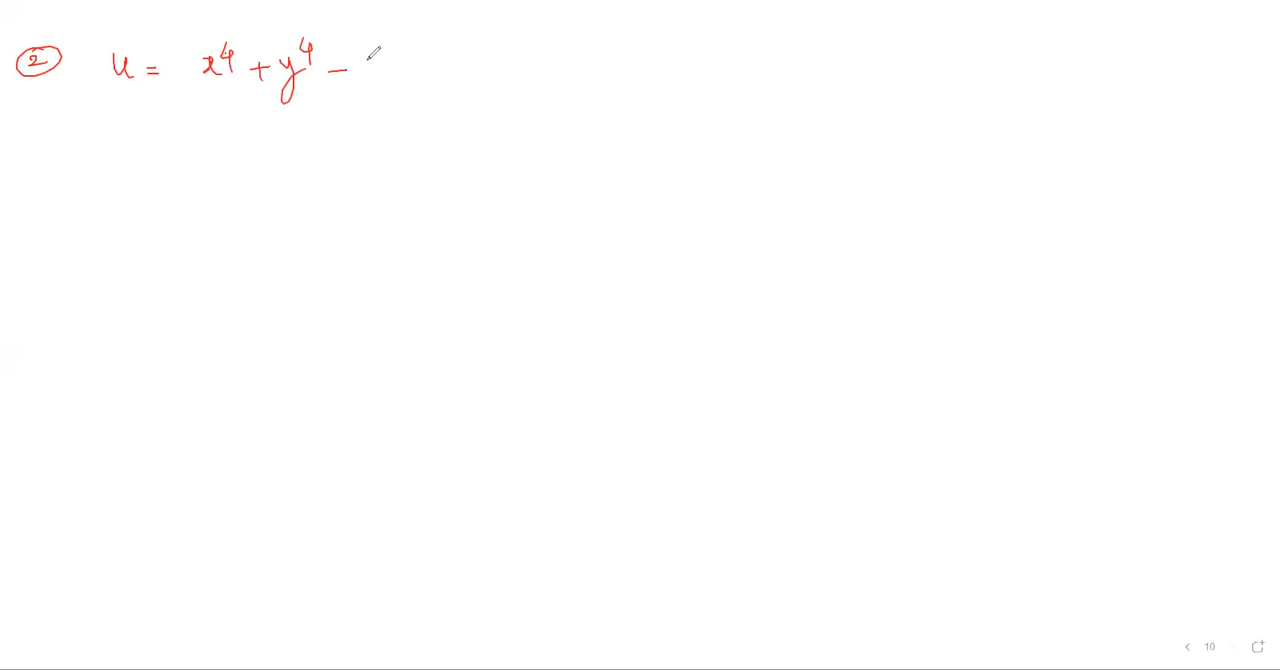 ② u = x⁴ + y⁴ −
10